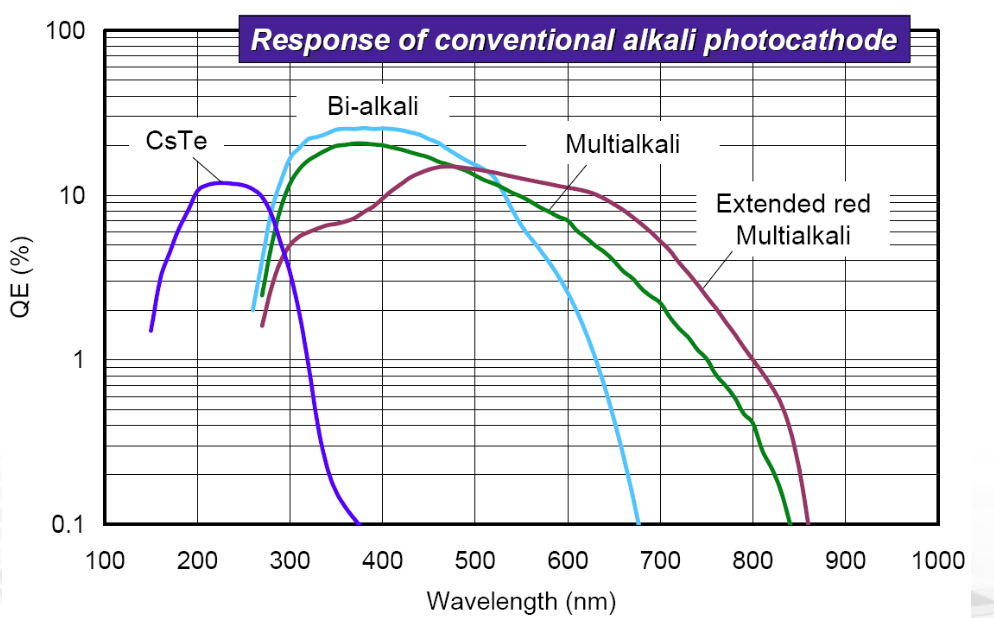 Response of conventional alkali photocathode
100
10
1
0.1
QE (%)
CsTe
Bi-alkali
Multialkali
Extended red
Multialkali
100 200 300 400 500 600 700 800 900 1000
Wavelength (nm)